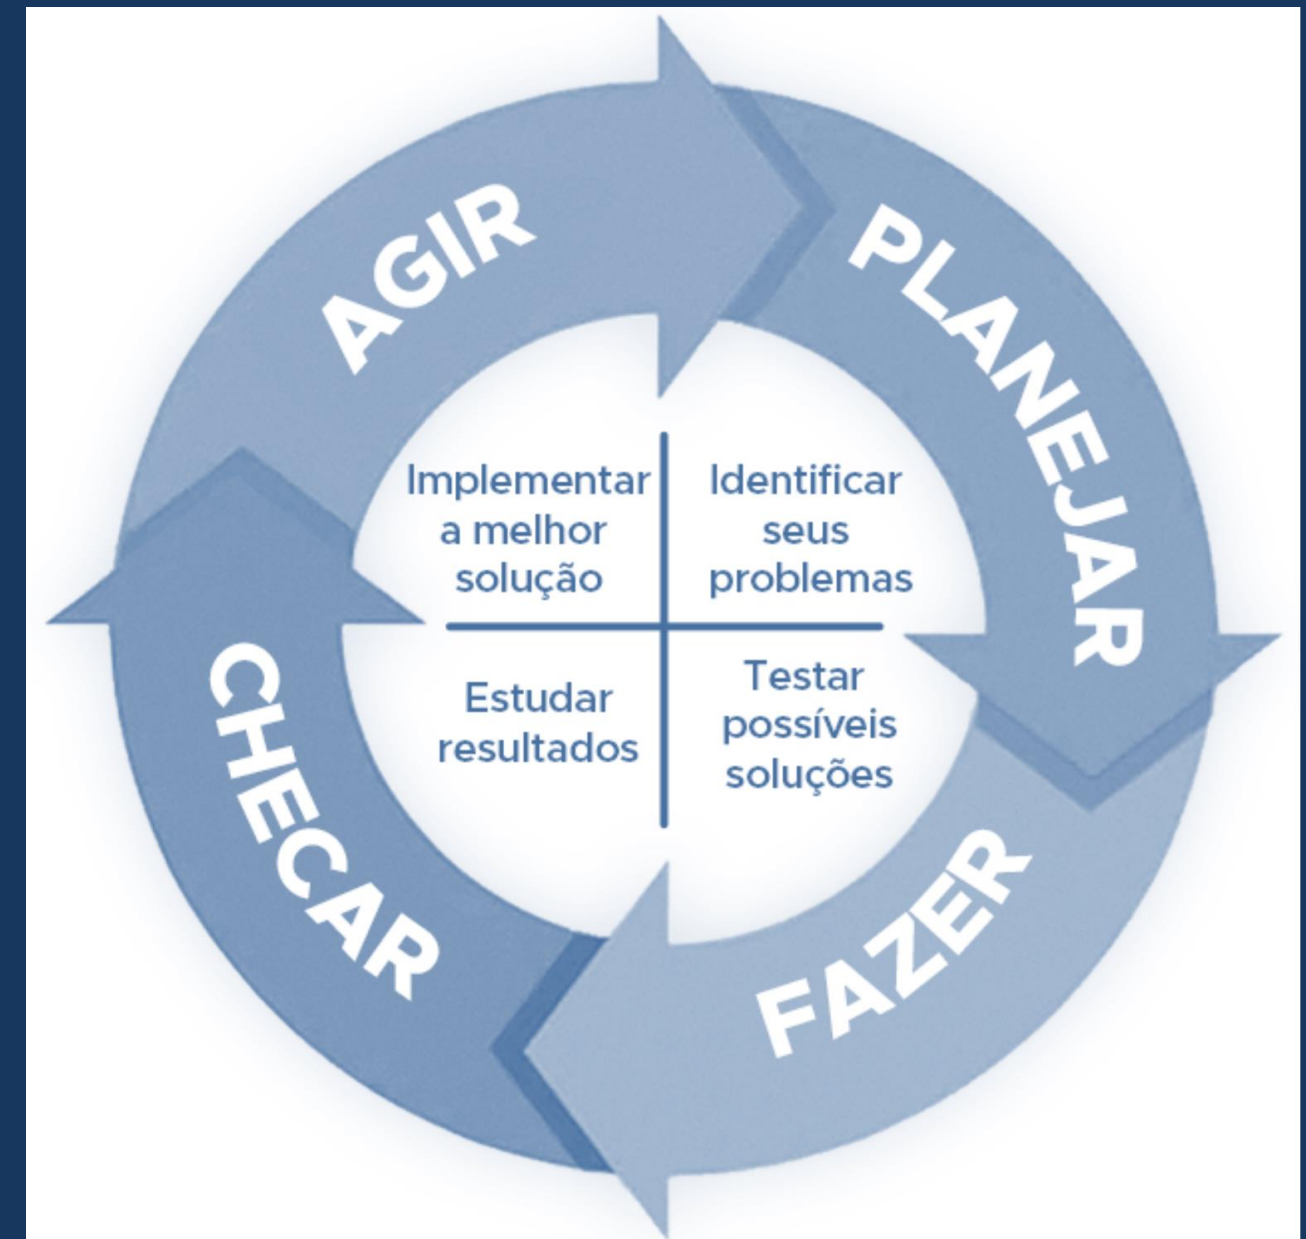 AGIR
PLANEJAR
Implementar
a melhor
solução
Identificar
seus
problemas
Estudar
resultados
Testar
possíveis
soluções
CHECAR
FAZER